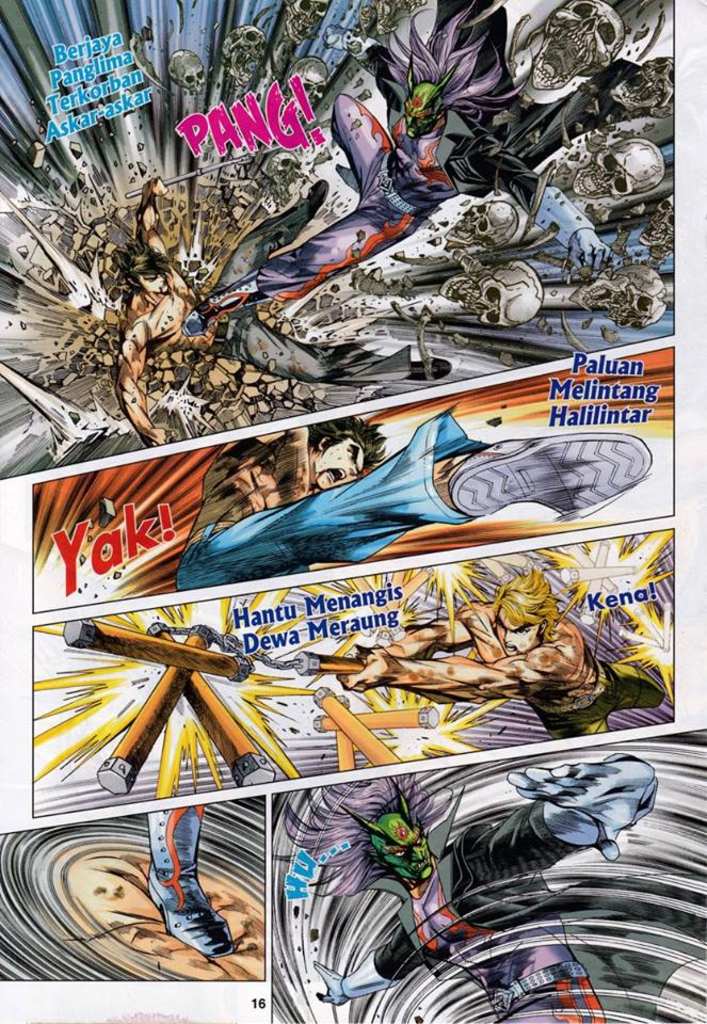 Berjaya
Panglima
Terkorban
Askar-askar
PANG!
Paluan
Melintang
Halilintar
Yak!
Hantu Menangis
Dewa Meraung
Kena!
HU...
16